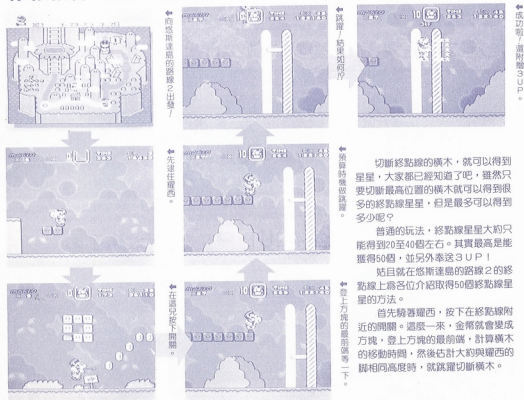 向悠斯達島的路線2出發!
先逮住耀西。
在這兒按下開關。
登上方塊的最前端等一下。
預算時機做跳躍。
跳躍!結果如何?
成功啦!還附贈3UP。
切斷終點線的橫木,就可以得到
星星,大家都已經知道了吧,雖然只
要切斷最高位置的橫木就可以得到很
多的終點線星星,但是最多可以得到
多少呢?
普通的玩法,終點線星星大約只
能得到20至40個左右。其實最高是能
獲得50個,並另外奉送3UP!
姑且就在悠斯達島的路線2的終
點線上為各位介紹取得50個終點線星
星的方法。
首先騎著耀西,按下在終點線附
近的開關。這麼一來,金幣就會變成
方塊,登上方塊的最前端,計算橫木
的移動時間,然後估計大約與耀西的
脚相同高度時,就跳躍切斷橫木。